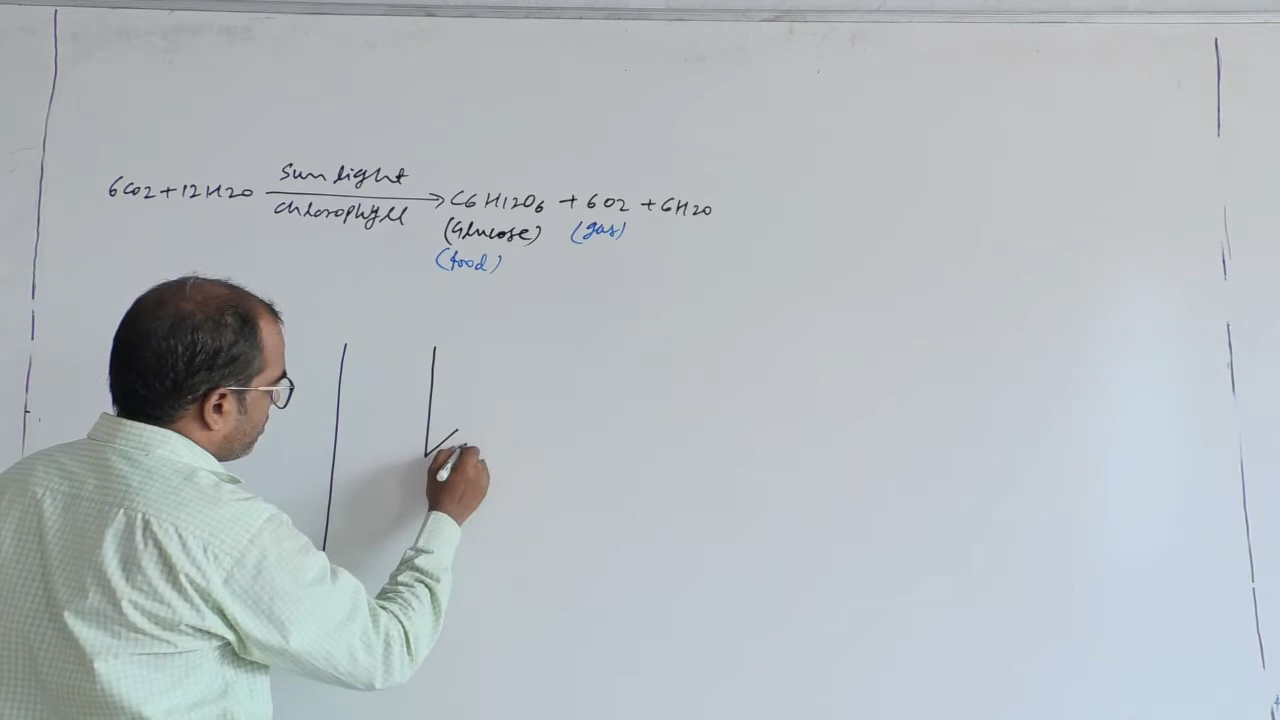 sun light
6CO2+12H2O → C6H12O6 + 6O2 + 6H2O
chlorophyll
(Glucose) (gas)
(food)